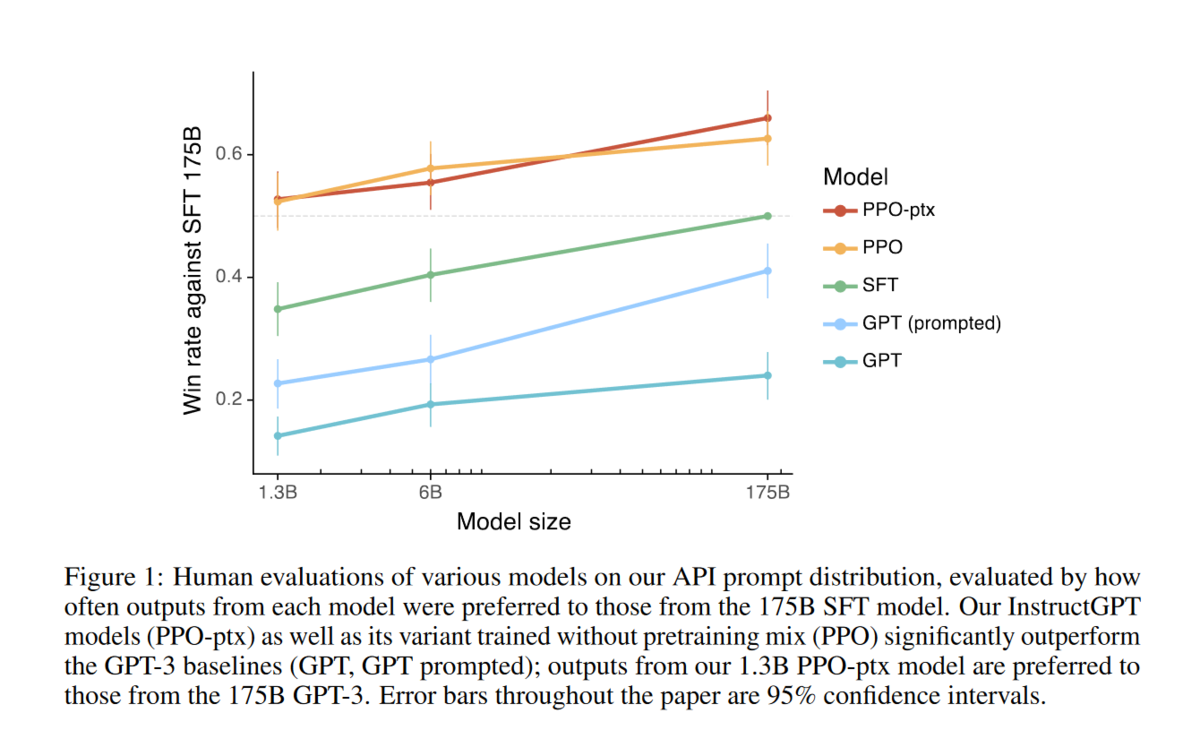 Win rate against SFT 175B
0.6
0.4
0.2
1.3B
6B
175B
Model size
Model
PPO-ptx
PPO
SFT
GPT (prompted)
GPT
Figure 1: Human evaluations of various models on our API prompt distribution, evaluated by how
often outputs from each model were preferred to those from the 175B SFT model. Our InstructGPT
models (PPO-ptx) as well as its variant trained without pretraining mix (PPO) significantly outperform
the GPT-3 baselines (GPT, GPT prompted); outputs from our 1.3B PPO-ptx model are preferred to
those from the 175B GPT-3. Error bars throughout the paper are 95% confidence intervals.